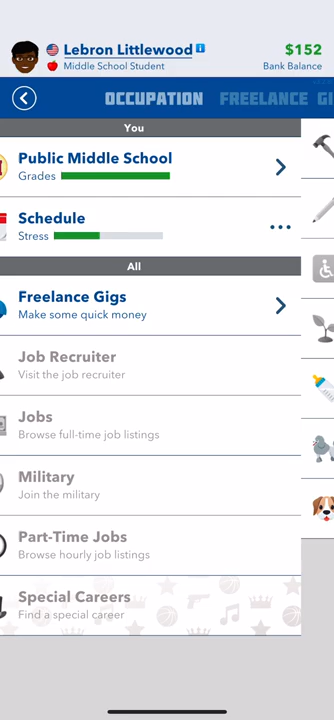 Lebron Littlewood
$152
Middle School Student
Bank Balance
OCCUPATION
FREELANCE GI
You
Public Middle School
Grades
Schedule
Stress
All
Freelance Gigs
Make some quick money
Job Recruiter
Visit the job recruiter
Jobs
Browse full-time job listings
Military
Join the military
Part-Time Jobs
Browse hourly job listings
Special Careers
Find a special career